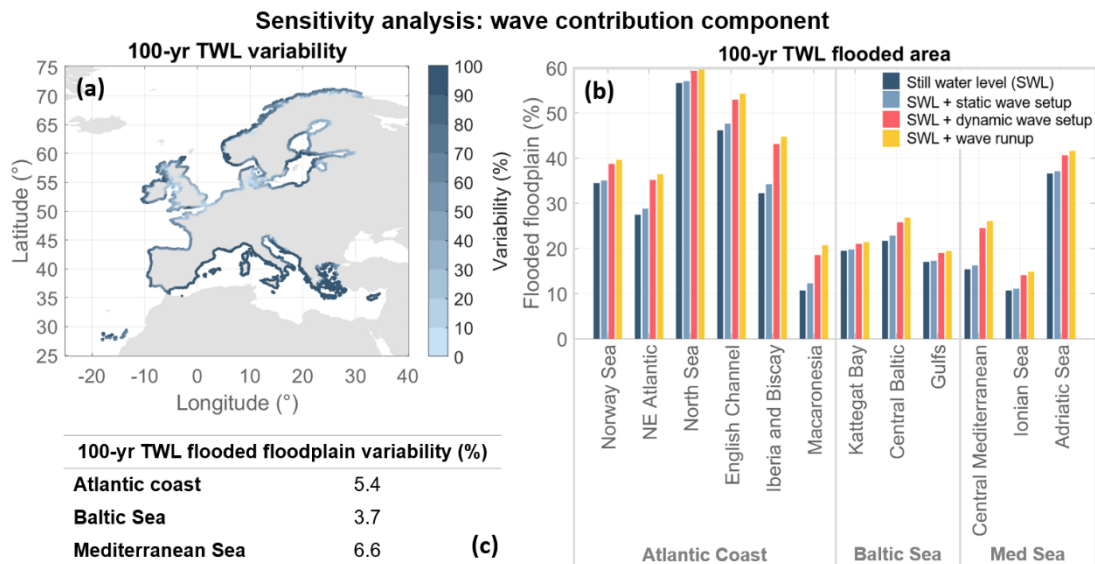 Sensitivity analysis: wave contribution component
100-yr TWL variability
(a)
75
70
65
60
55
50
45
40
35
30
25
Latitude (°)
-20 -10 0 10 20 30 40
Longitude (°)
100
90
80
70
60
50
40
30
20
10
0
Variability (%)
100-yr TWL flooded area
(b)
Still water level (SWL)
SWL + static wave setup
SWL + dynamic wave setup
SWL + wave runup
60
50
40
30
20
10
0
Flooded floodplain (%)
Norway Sea
NE Atlantic
North Sea
English Channel
Iberia and Biscay
Macaronesia
Kattegat Bay
Central Baltic
Gulfs
Central Mediterranean
Ionian Sea
Adriatic Sea
Atlantic Coast Baltic Sea Med Sea
100-yr TWL flooded floodplain variability (%)
Atlantic coast 5.4
Baltic Sea 3.7
Mediterranean Sea 6.6
(c)